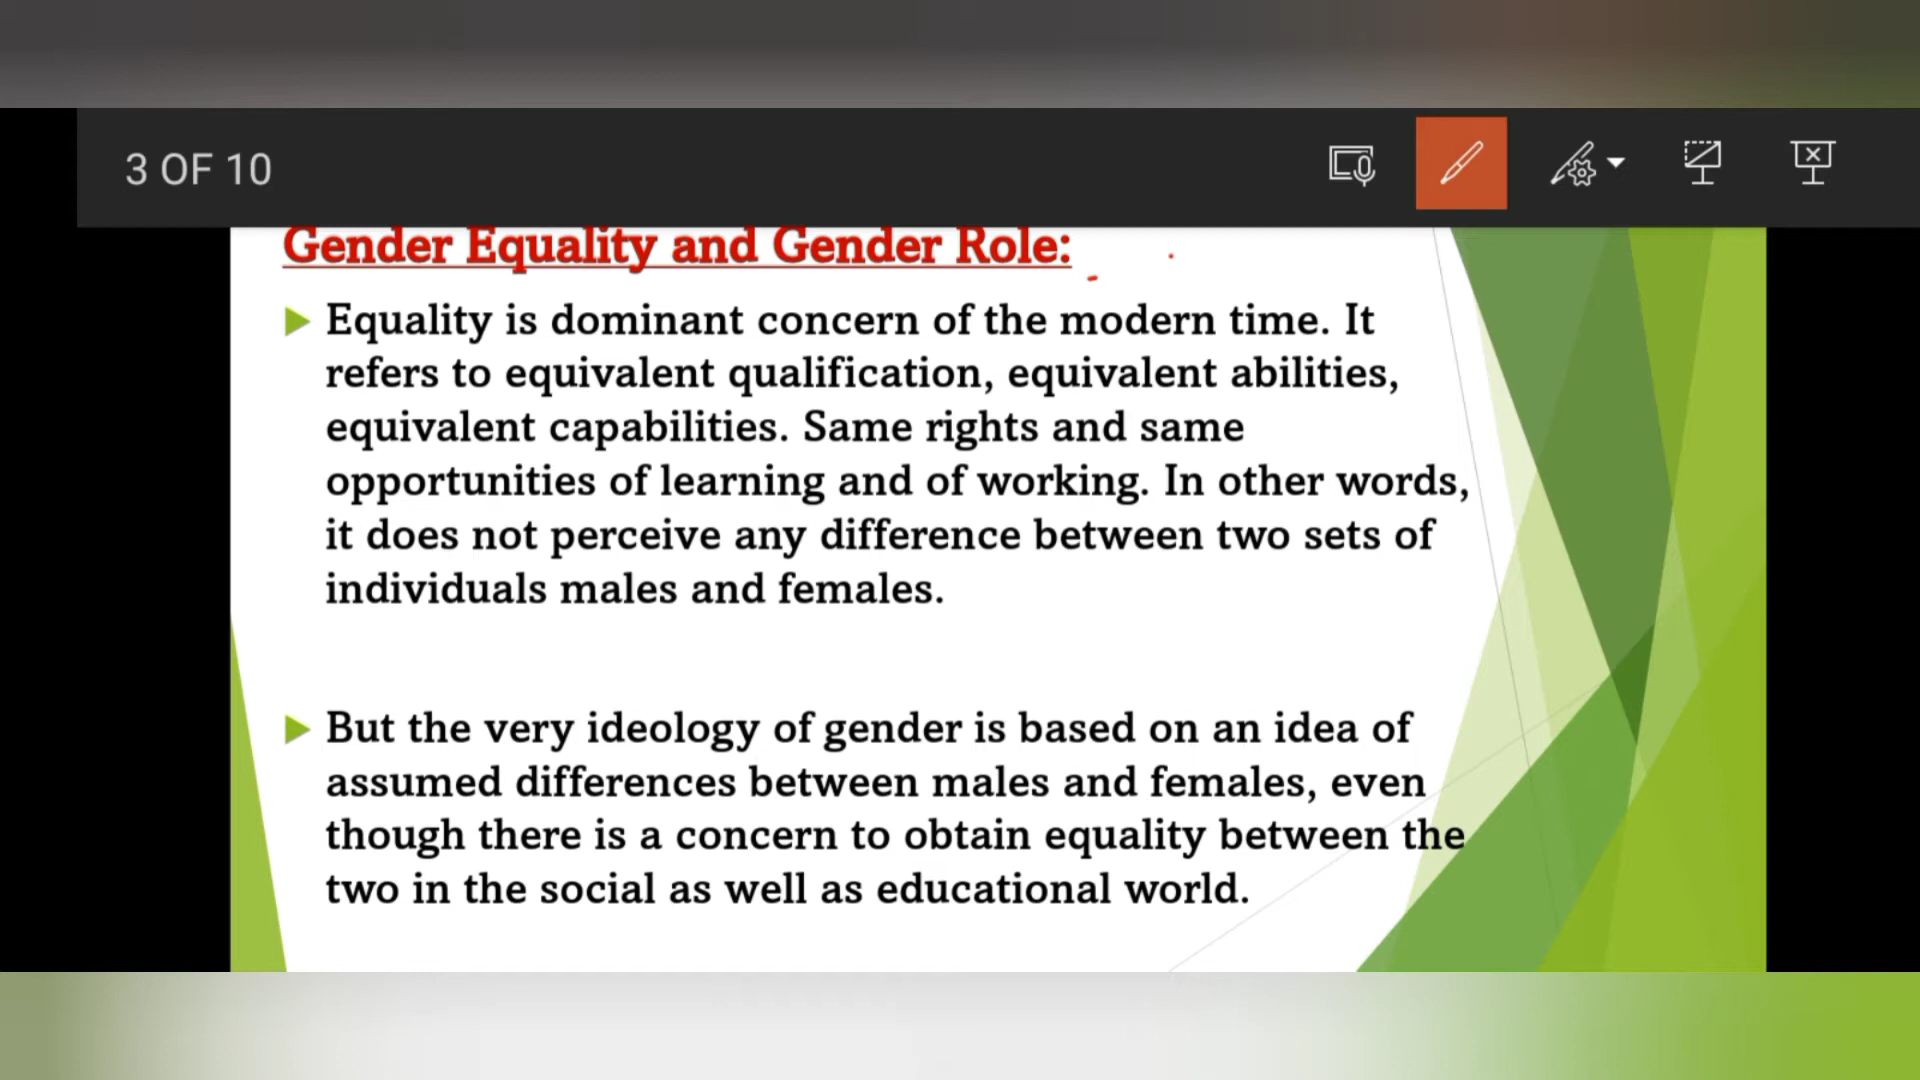 3 OF 10
Gender Equality and Gender Role:
Equality is dominant concern of the modern time. It
refers to equivalent qualification, equivalent abilities,
equivalent capabilities. Same rights and same
opportunities of learning and of working. In other words,
it does not perceive any difference between two sets of
individuals males and females.
But the very ideology of gender is based on an idea of
assumed differences between males and females, even
though there is a concern to obtain equality between the
two in the social as well as educational world.